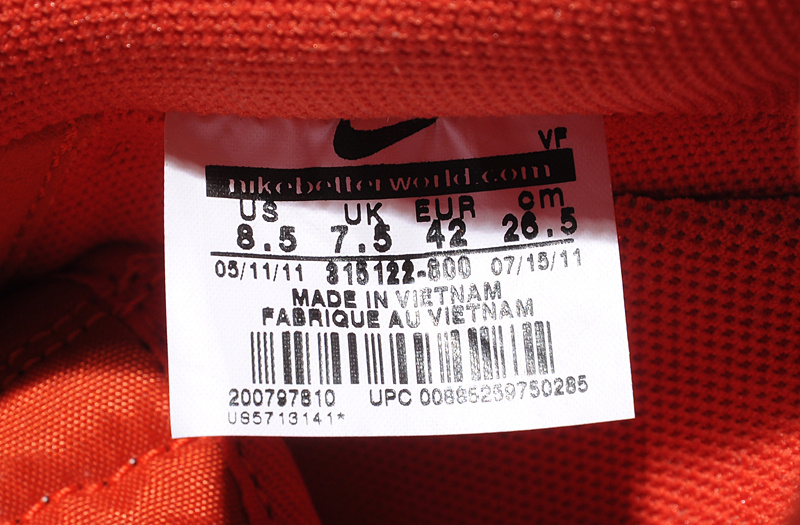 VF
nikebetterworld.com
US UK EUR cm
8.5 7.5 42 26.5
05/11/11 315122-800 07/15/11
MADE IN VIETNAM
FABRIQUE AU VIETNAM
200797810 UPC 00885259750285
US5713141*